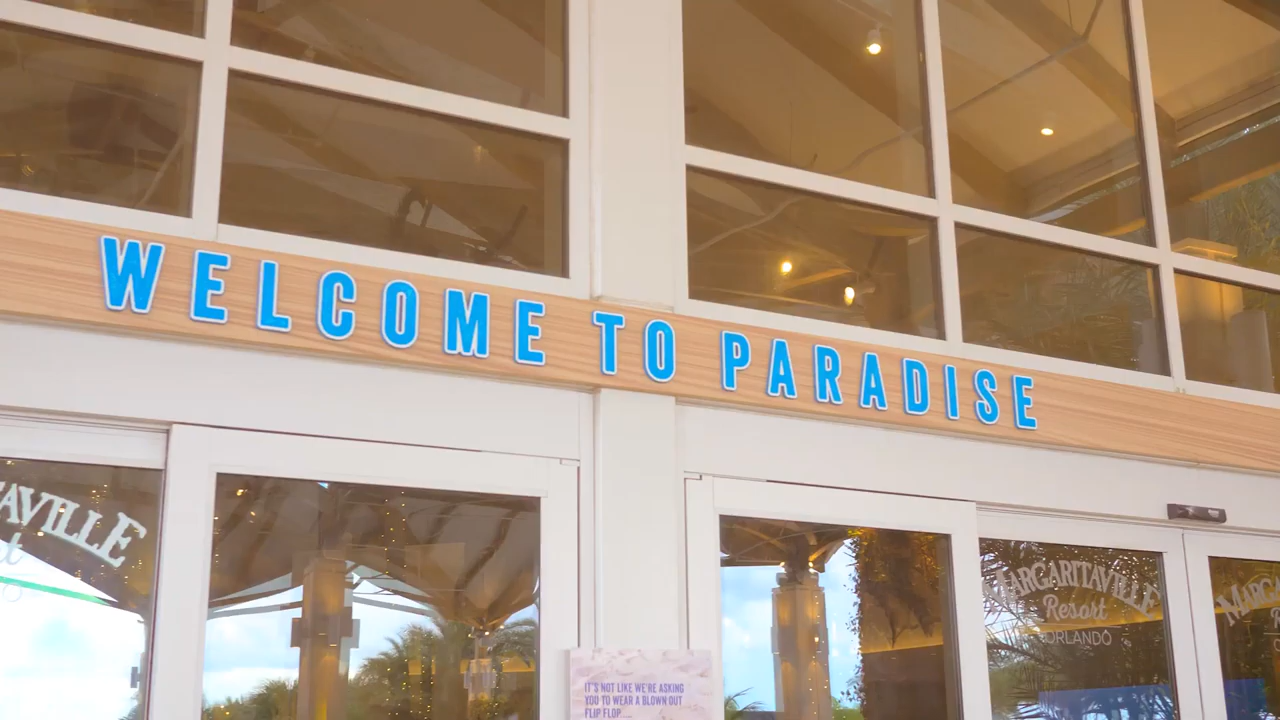 WELCOME TO PARADISE
TAVILLE
MARGARITAVILLE
Resort
ORLANDO
MARGA
IT'S NOT LIKE WE'RE ASKING
YOU TO WEAR A BLOWN OUT
FLIP FLOP....